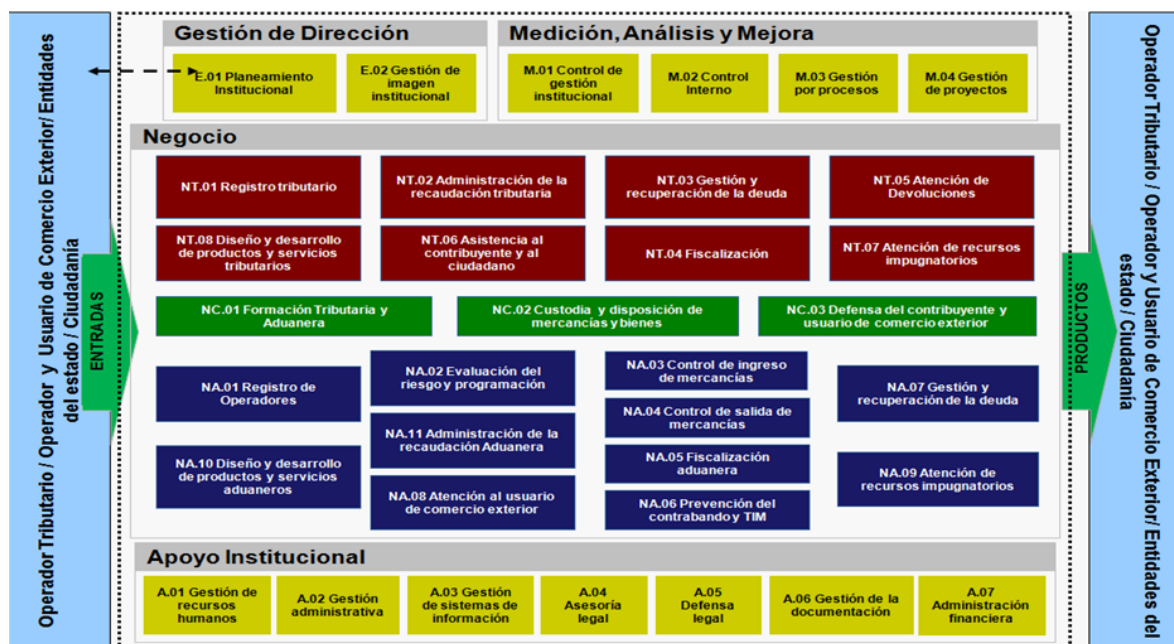 Operador Tributario / Operador y Usuario de Comercio Exterior/ Entidades
del estado / Ciudadanía
ENTRADAS
Gestión de Dirección
E.01 Planeamiento
Institucional
E.02 Gestión de
imagen
institucional
Medición, Análisis y Mejora
M.01 Control de
gestión
institucional
M.02 Control
Interno
M.03 Gestión
por procesos
M.04 Gestión
de proyectos
Negocio
NT.01 Registro tributario
NT.02 Administración de la
recaudación tributaria
NT.03 Gestión y
recuperación de la deuda
NT.05 Atención de
Devoluciones
NT.08 Diseño y desarrollo
de productos y servicios
tributarios
NT.06 Asistencia al
contribuyente y al
ciudadano
NT.04 Fiscalización
NT.07 Atención de recursos
impugnatorios
NC.01 Formación Tributaria y
Aduanera
NC.02 Custodia y disposición de
mercancías y bienes
NC.03 Defensa del contribuyente y
usuario de comercio exterior
NA.01 Registro de
Operadores
NA.10 Diseño y desarrollo
de productos y servicios
aduaneros
NA.02 Evaluación del
riesgo y programación
NA.11 Administración de la
recaudación Aduanera
NA.08 Atención al usuario
de comercio exterior
NA.03 Control de ingreso
de mercancías
NA.04 Control de salida de
mercancías
NA.05 Fiscalización
aduanera
NA.06 Prevención del
contrabando y TIM
NA.07 Gestión y
recuperación de la deuda
NA.09 Atención de
recursos impugnatorios
Apoyo Institucional
A.01 Gestión de
recursos
humanos
A.02 Gestión
administrativa
A.03 Gestión
de sistemas de
información
A.04
Asesoría
legal
A.05
Defensa
legal
A.06 Gestión de la
documentación
A.07
Administración
financiera
PRODUCTOS
Operador Tributario / Operador y Usuario de Comercio Exterior/ Entidades del
estado / Ciudadanía